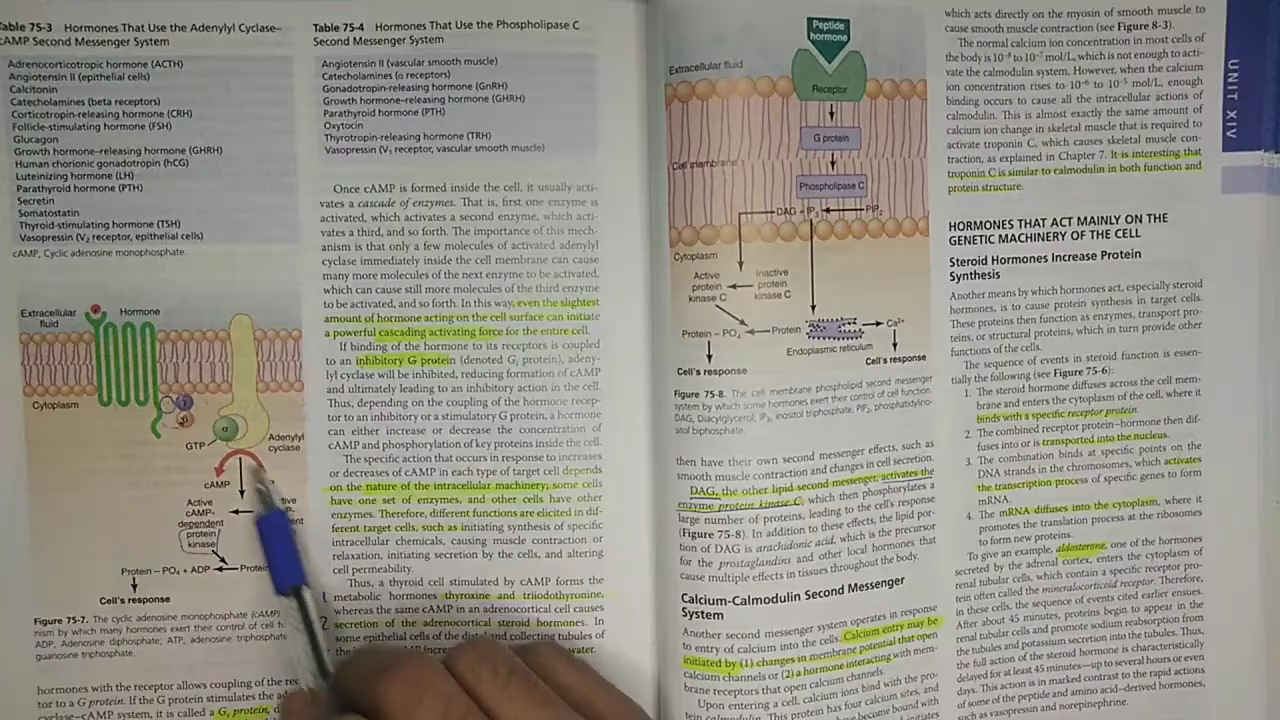 Table 75-3 Hormones That Use the Adenylyl Cyclase–
cAMP Second Messenger System
Adrenocorticotropic hormone (ACTH)
Angiotensin II (epithelial cells)
Calcitonin
Catecholamines (beta receptors)
Corticotropin-releasing hormone (CRH)
Follicle-stimulating hormone (FSH)
Glucagon
Growth hormone–releasing hormone (GHRH)
Human chorionic gonadotropin (hCG)
Luteinizing hormone (LH)
Parathyroid hormone (PTH)
Secretin
Somatostatin
Thyroid-stimulating hormone (TSH)
Vasopressin (V2 receptor, epithelial cells)
cAMP, Cyclic adenosine monophosphate.
Extracellular
fluid
Hormone
Cytoplasm
γ
β
α
GTP
Adenylyl
cyclase
cAMP
Active
cAMP-
dependent
protein
kinase
Protein – PO4 + ADP
Protein
Cell's response
Figure 75-7. The cyclic adenosine monophosphate (cAMP)
nism by which many hormones exert their control of cell fu
ADP, Adenosine diphosphate; ATP, adenosine triphosphate
guanosine triphosphate.
hormones with the receptor allows coupling of the rec
tor to a G protein. If the G protein stimulates the ad
cyclase–cAMP system, it is called a Gs protein, d
Table 75-4 Hormones That Use the Phospholipase C
Second Messenger System
Angiotensin II (vascular smooth muscle)
Catecholamines (α receptors)
Gonadotropin-releasing hormone (GnRH)
Growth hormone–releasing hormone (GHRH)
Parathyroid hormone (PTH)
Oxytocin
Thyrotropin-releasing hormone (TRH)
Vasopressin (V1 receptor, vascular smooth muscle)
Once cAMP is formed inside the cell, it usually acti-
vates a cascade of enzymes. That is, first one enzyme is
activated, which activates a second enzyme, which acti-
vates a third, and so forth. The importance of this mech-
anism is that only a few molecules of activated adenylyl
cyclase immediately inside the cell membrane can cause
many more molecules of the next enzyme to be activated,
which can cause still more molecules of the third enzyme
to be activated, and so forth. In this way, even the slightest
amount of hormone acting on the cell surface can initiate
a powerful cascading activating force for the entire cell.
If binding of the hormone to its receptors is coupled
to an inhibitory G protein (denoted Gi protein), adeny-
lyl cyclase will be inhibited, reducing formation of cAMP
and ultimately leading to an inhibitory action in the cell.
Thus, depending on the coupling of the hormone recep-
tor to an inhibitory or a stimulatory G protein, a hormone
can either increase or decrease the concentration of
cAMP and phosphorylation of key proteins inside the cell.
The specific action that occurs in response to increases
or decreases of cAMP in each type of target cell depends
on the nature of the intracellular machinery; some cells
have one set of enzymes, and other cells have other
enzymes. Therefore, different functions are elicited in dif-
ferent target cells, such as initiating synthesis of specific
intracellular chemicals, causing muscle contraction or
relaxation, initiating secretion by the cells, and altering
cell permeability.
Thus, a thyroid cell stimulated by cAMP forms the
1 metabolic hormones thyroxine and triiodothyronine,
whereas the same cAMP in an adrenocortical cell causes
2 secretion of the adrenocortical steroid hormones. In
some epithelial cells of the distal and collecting tubules of
water.
Peptide
hormone
Extracellular fluid
Receptor
G protein
Cell membrane
Phospholipase C
DAG + IP3
PIP2
Cytoplasm
Active
protein
kinase C
Inactive
protein
kinase C
Protein – PO4
Protein
Ca2+
Endoplasmic reticulum
Cell's response
Cell's response
Figure 75-8. The cell membrane phospholipid second messenger
system by which some hormones exert their control of cell function.
DAG, Diacylglycerol; IP3, inositol triphosphate; PIP2, phosphatidylino-
sitol biphosphate.
then have their own second messenger effects, such as
smooth muscle contraction and changes in cell secretion.
DAG, the other lipid second messenger, activates the
enzyme protein kinase C, which then phosphorylates a
large number of proteins, leading to the cell's response
(Figure 75-8). In addition to these effects, the lipid por-
tion of DAG is arachidonic acid, which is the precursor
for the prostaglandins and other local hormones that
cause multiple effects in tissues throughout the body.
Calcium-Calmodulin Second Messenger
System
Another second messenger system operates in response
to entry of calcium into the cells. Calcium entry may be
initiated by (1) changes in membrane potential that open
calcium channels or (2) a hormone interacting with mem-
brane receptors that open calcium channels.
Upon entering a cell, calcium ions bind with the pro-
tein calmodulin. This protein has four calcium sites, and
become bound with
initiates
which acts directly on the myosin of smooth muscle to
cause smooth muscle contraction (see Figure 8-3).
The normal calcium ion concentration in most cells of
the body is 10−8 to 10−7 mol/L, which is not enough to acti-
vate the calmodulin system. However, when the calcium
ion concentration rises to 10−6 to 10−5 mol/L, enough
binding occurs to cause all the intracellular actions of
calmodulin. This is almost exactly the same amount of
calcium ion change in skeletal muscle that is required to
activate troponin C, which causes skeletal muscle con-
traction, as explained in Chapter 7. It is interesting that
troponin C is similar to calmodulin in both function and
protein structure.
HORMONES THAT ACT MAINLY ON THE
GENETIC MACHINERY OF THE CELL
Steroid Hormones Increase Protein
Synthesis
Another means by which hormones act, especially steroid
hormones, is to cause protein synthesis in target cells.
These proteins then function as enzymes, transport pro-
teins, or structural proteins, which in turn provide other
functions of the cells.
The sequence of events in steroid function is essen-
tially the following (see Figure 75-6):
1. The steroid hormone diffuses across the cell mem-
brane and enters the cytoplasm of the cell, where it
binds with a specific receptor protein.
2. The combined receptor protein–hormone then dif-
fuses into or is transported into the nucleus.
3. The combination binds at specific points on the
DNA strands in the chromosomes, which activates
the transcription process of specific genes to form
mRNA.
4. The mRNA diffuses into the cytoplasm, where it
promotes the translation process at the ribosomes
to form new proteins.
To give an example, aldosterone, one of the hormones
secreted by the adrenal cortex, enters the cytoplasm of
renal tubular cells, which contain a specific receptor pro-
tein often called the mineralocorticoid receptor. Therefore,
in these cells, the sequence of events cited earlier ensues.
After about 45 minutes, proteins begin to appear in the
renal tubular cells and promote sodium reabsorption from
the tubules and potassium secretion into the tubules. Thus,
the full action of the steroid hormone is characteristically
delayed for at least 45 minutes—up to several hours or even
days. This action is in marked contrast to the rapid actions
of some of the peptide and amino acid–derived hormones,
such as vasopressin and norepinephrine.
UNIT XIV